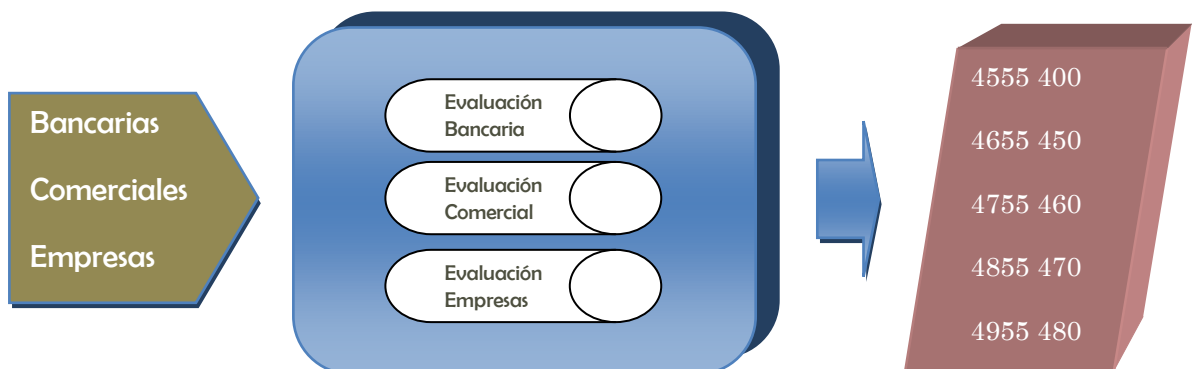 Bancarias
Comerciales
Empresas
Evaluación
Bancaria
Evaluación
Comercial
Evaluación
Empresas
4555 400
4655 450
4755 460
4855 470
4955 480